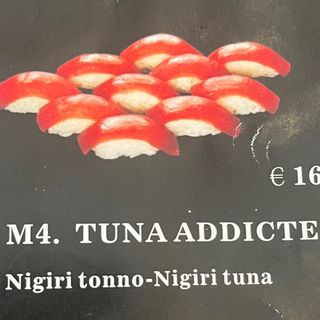 € 16
M4. TUNA ADDICTE
Nigiri tonno-Nigiri tuna